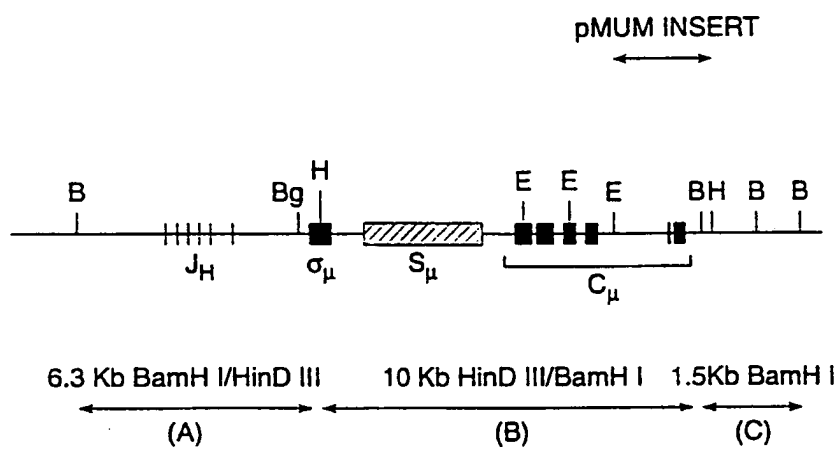 pMUM INSERT
H
B Bg E E E B H B B
J_H σ_μ S_μ C_μ
6.3 Kb BamH I/HinD III 10 Kb HinD III/BamH I 1.5Kb BamH I
(A) (B) (C)